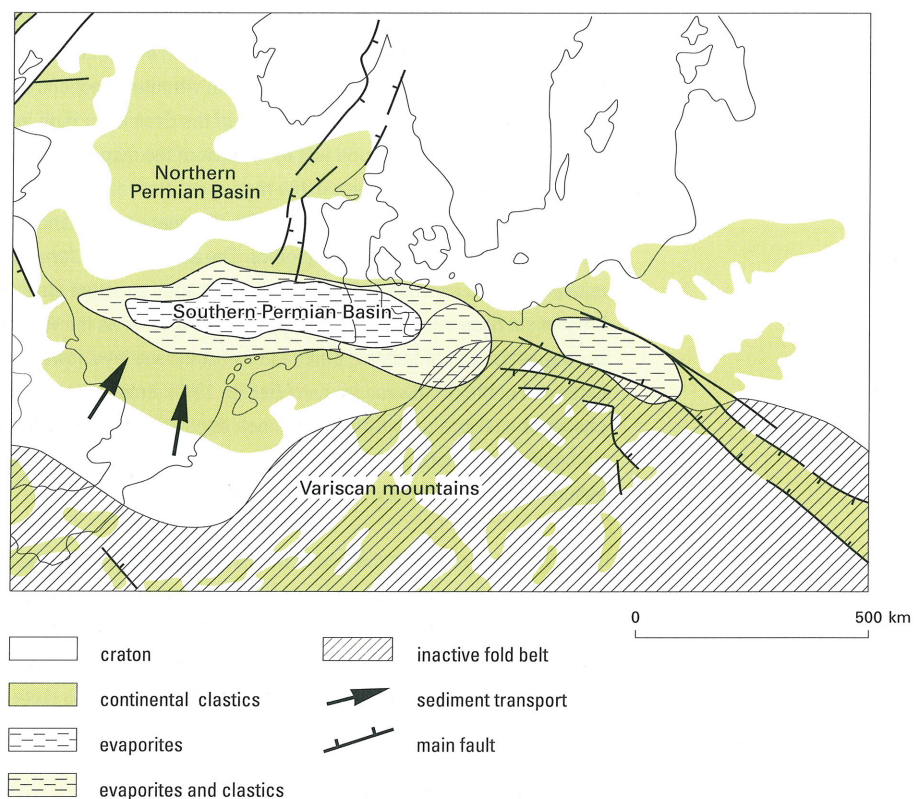 Northern
Permian Basin
Southern Permian Basin
Variscan mountains
0 500 km
craton
continental clastics
evaporites
evaporites and clastics
inactive fold belt
sediment transport
main fault